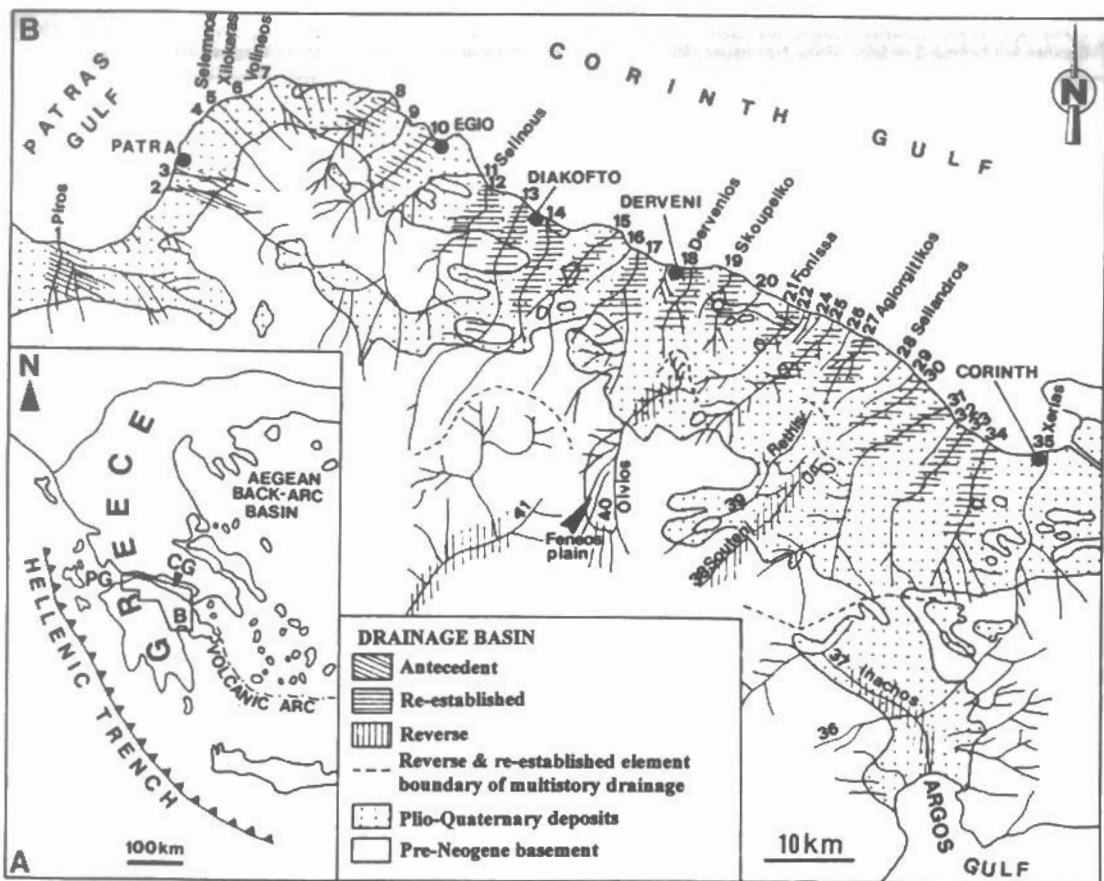 B
CORINTH GULF
N
PATRAS GULF
Selemnos
Xilokeras
Volineos
PATRA
2
3
4
5
6
7
8
9
10
EGIO
11
12
Selinous
13
DIAKOFTO
14
15
16
17
DERVENI
18
Dervenios
19
Skoupeiko
20
21
Fonissa
22
24
25
26
27
Agiorgitikos
28
Seliandros
29
30
31
32
33
34
CORINTH
35
Xerias
Piros
Rethis
39
38
Souteni
40
Olvios
41
Feneos
plain
37
Ihachos
36
ARGOS
GULF
10km
N
GREECE
AEGEAN
BACK-ARC
BASIN
PG
CG
B
VOLCANIC ARC
HELLENIC TRENCH
A
100km
DRAINAGE BASIN
Antecedent
Re-established
Reverse
Reverse & re-established element
boundary of multistory drainage
Plio-Quaternary deposits
Pre-Neogene basement